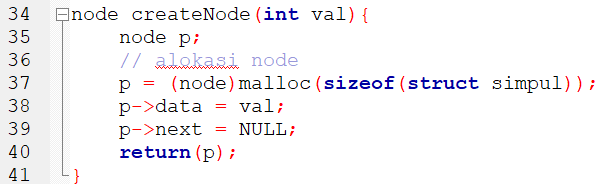 34 node createNode(int val){
35 node p;
36 // alokasi node
37 p = (node)malloc(sizeof(struct simpul));
38 p->data = val;
39 p->next = NULL;
40 return(p);
41 }